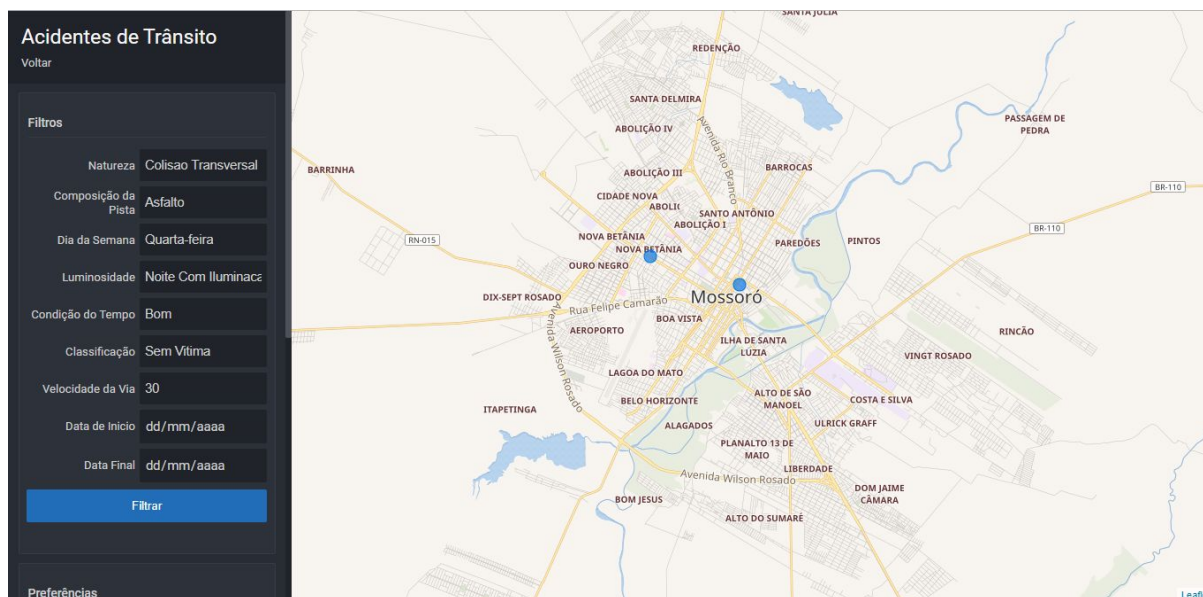 Acidentes de Trânsito
Voltar
Filtros
Natureza
Colisao Transversal
Composição da
Pista
Asfalto
Dia da Semana
Quarta-feira
Luminosidade
Noite Com Iluminaca
Condição do Tempo
Bom
Classificação
Sem Vitima
Velocidade da Via
30
Data de Inicio
dd/mm/aaaa
Data Final
dd/mm/aaaa
Filtrar
Preferências
SANTA JÚLIA
REDENÇÃO
SANTA DELMIRA
Avenida Rio Branco
ABOLIÇÃO IV
PASSAGEM DE
PEDRA
BARRINHA
ABOLIÇÃO III
BARROCAS
BR-110
CIDADE NOVA
ABOLIÇ
SANTO ANTÔNIO
ABOLIÇÃO I
BR-110
RN-015
NOVA BETÂNIA
NOVA BETÂNIA
PAREDÕES
PINTOS
OURO NEGRO
DIX-SEPT ROSADO
Mossoró
Rua Felipe Camarão
BOA VISTA
AEROPORTO
Avenida Wilson Rosado
RINCÃO
ILHA DE SANTA
LUZIA
VINGT ROSADO
LAGOA DO MATO
ALTO DE SÃO
MANOEL
COSTA E SILVA
BELO HORIZONTE
ITAPETINGA
ALAGADOS
ULRICK GRAFF
PLANALTO 13 DE
MAIO
LIBERDADE
Avenida Wilson Rosado
DOM JAIME
CÂMARA
BOM JESUS
ALTO DO SUMARÉ
Leafl